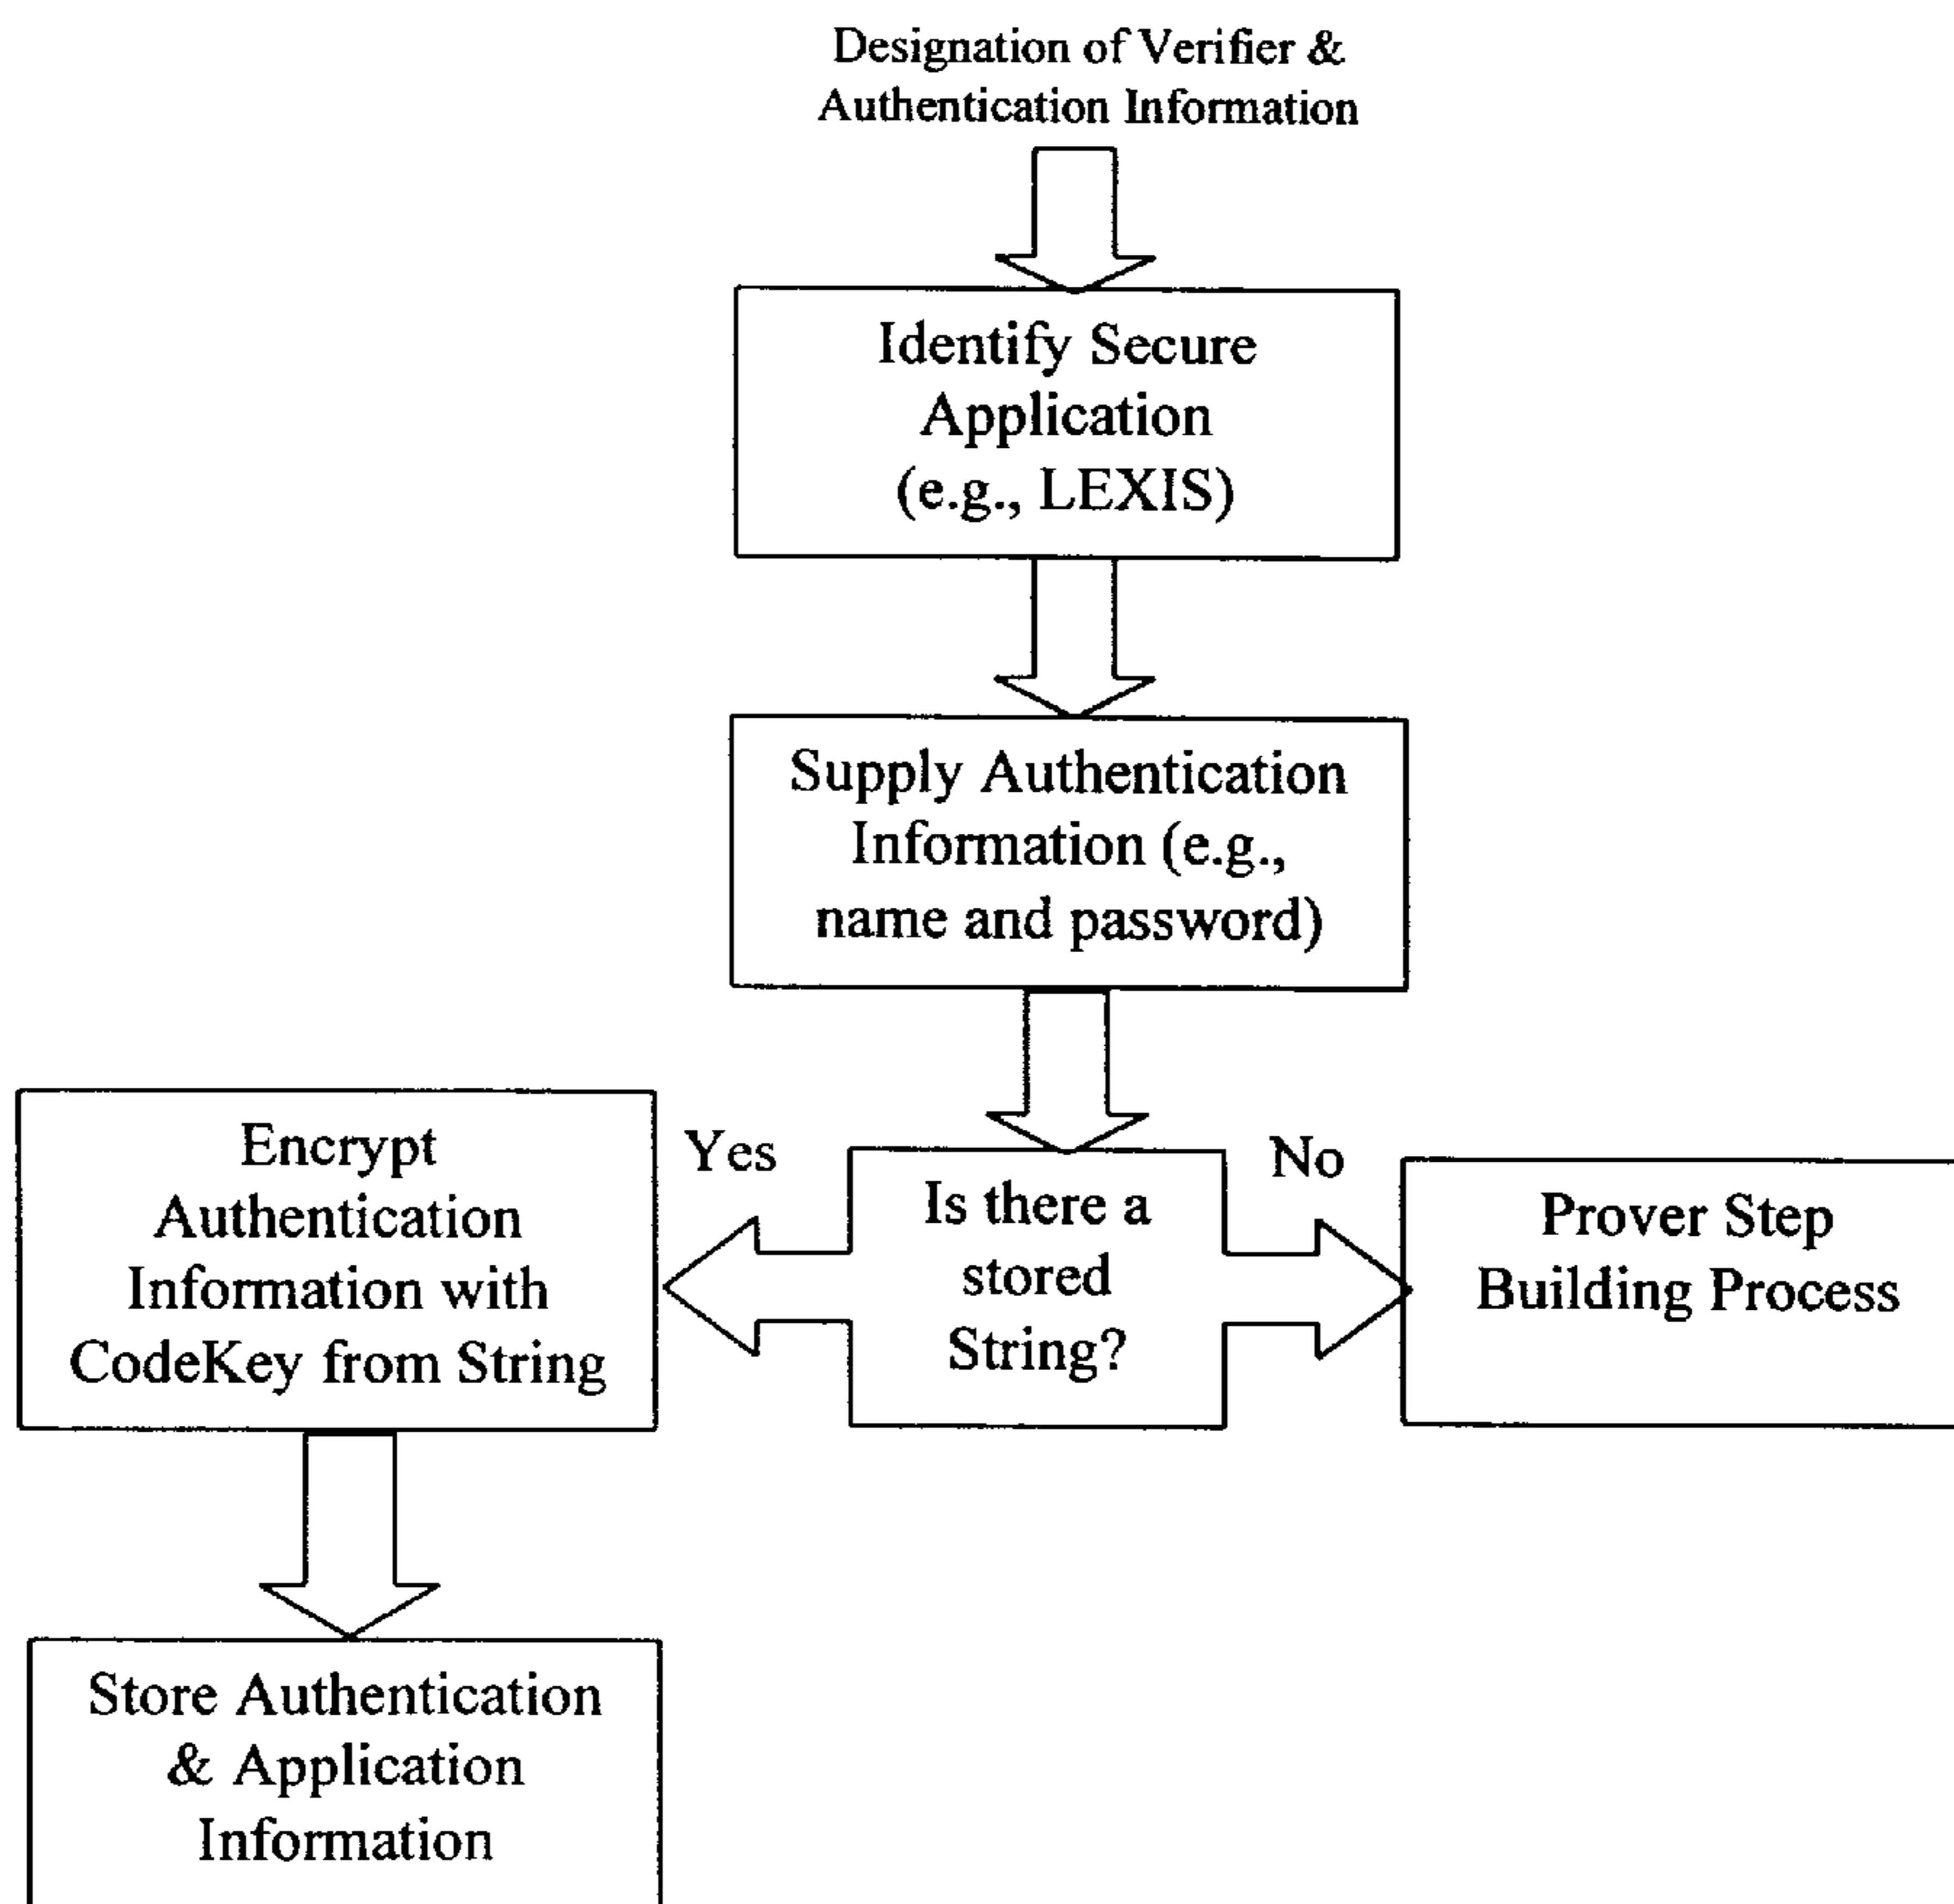 Designation of Verifier &
Authentication Information
Identify Secure
Application
(e.g., LEXIS)
Supply Authentication
Information (e.g.,
name and password)
Encrypt
Authentication
Information with
CodeKey from String
Yes
Is there a
stored
String?
No
Prover Step
Building Process
Store Authentication
& Application
Information